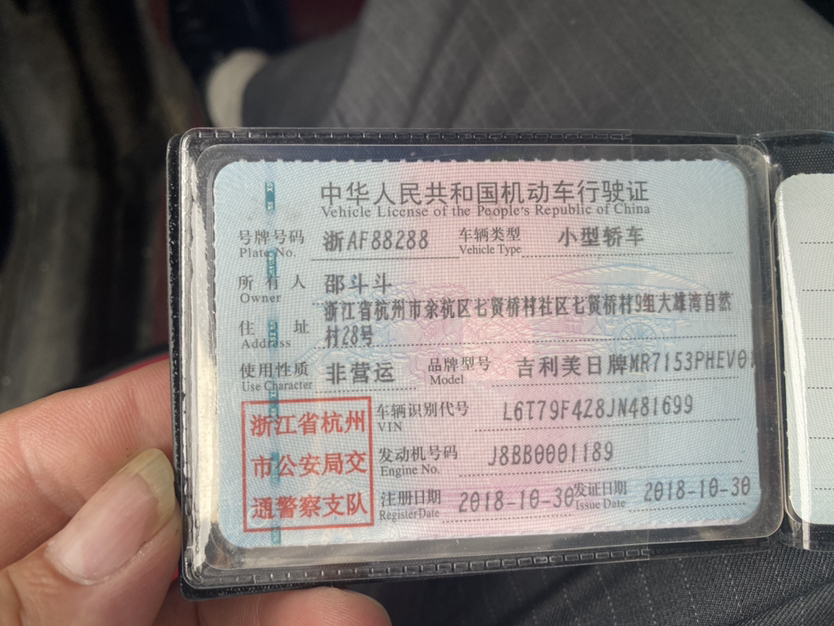 中华人民共和国机动车行驶证
Vehicle License of the People's Republic of China
号牌号码 浙AF88288 车辆类型 小型轿车
Plate No. Vehicle Type
所有人 邵斗斗
Owner
浙江省杭州市余杭区七贤桥村社区七贤桥村9组大雄湾自然
住址 村28号
Address
使用性质 非营运 品牌型号 吉利美日牌MR7153PHEV0
Use Character Model
浙江省杭州 车辆识别代号 L6T79F4Z8JN481699
VIN
市公安局交 发动机号码 J8BB0001189
Engine No.
通警察支队 注册日期 2018-10-30 发证日期 2018-10-30
Register Date Issue Date